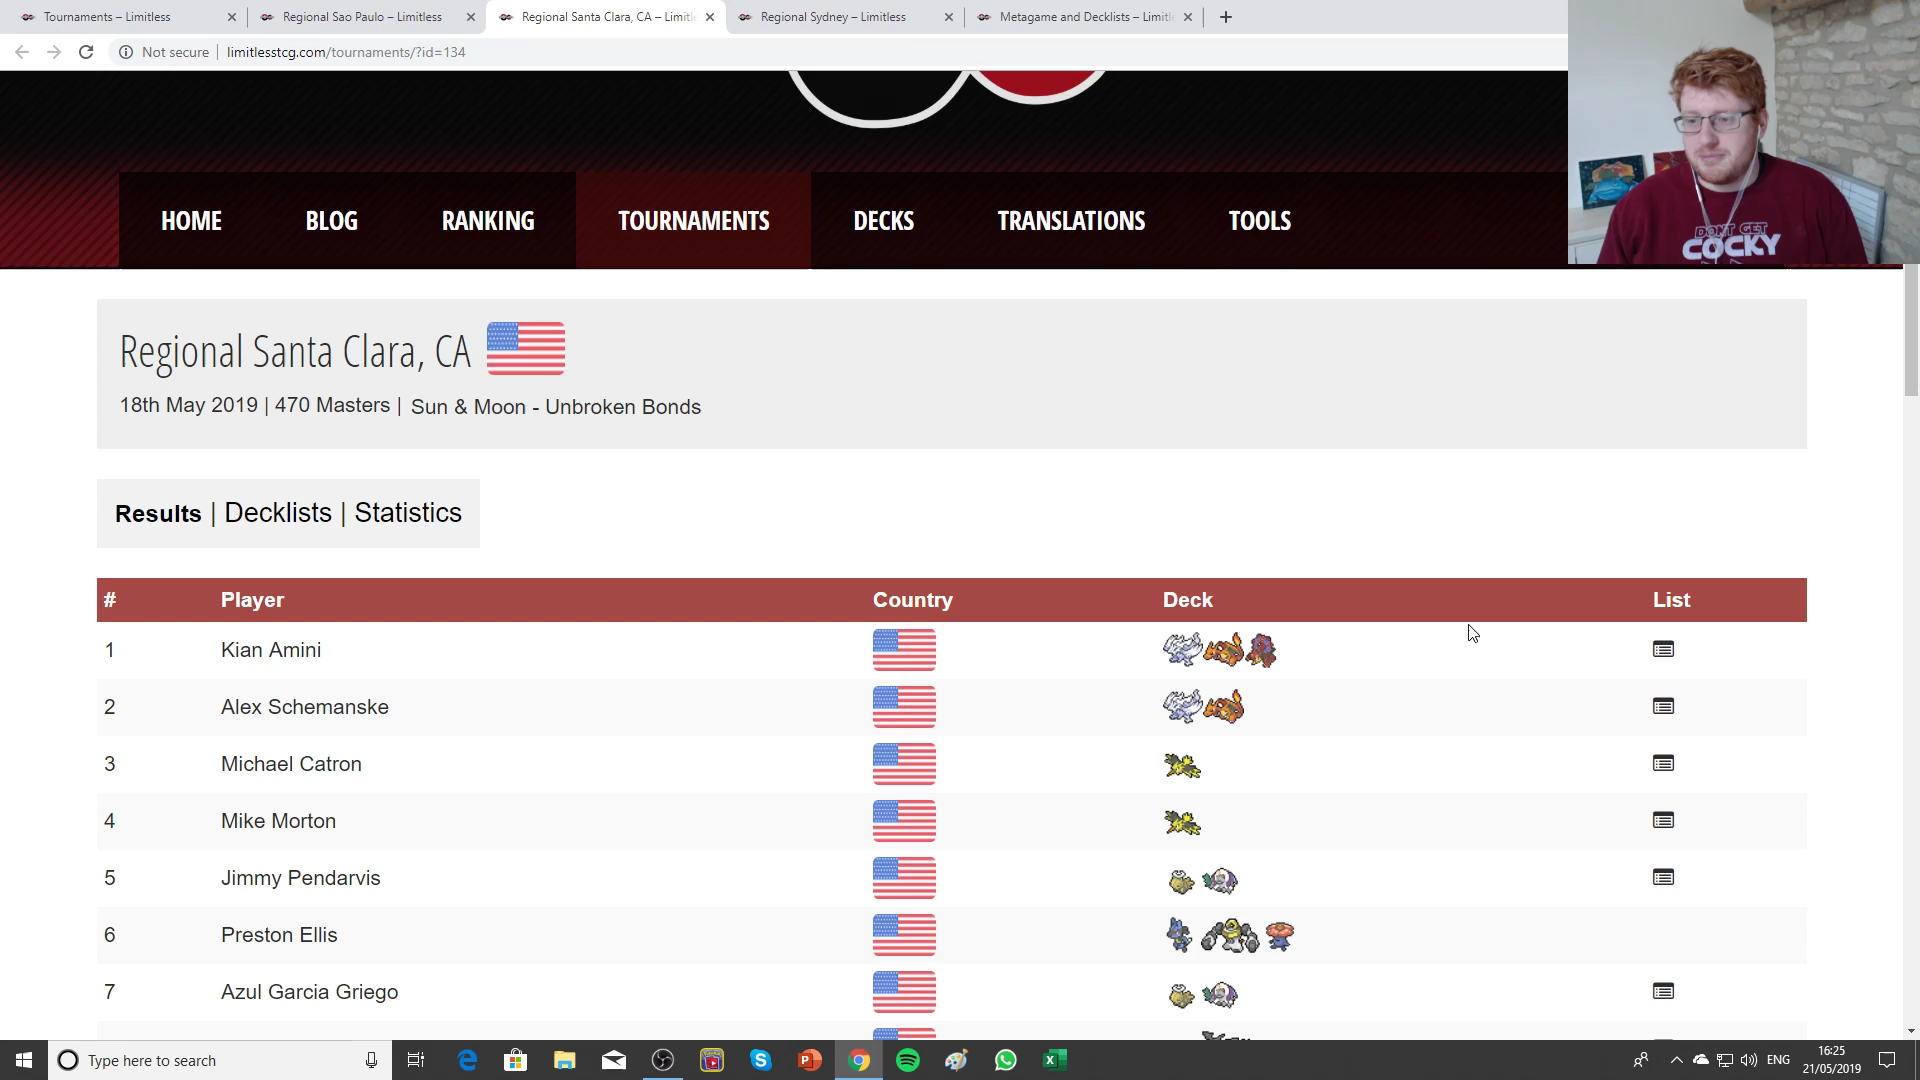 Tournaments – Limitless
Regional Sao Paulo – Limitless
Regional Santa Clara, CA – Limitl
Regional Sydney – Limitless
Metagame and Decklists – Limitl
Not secure
limitlesstcg.com/tournaments/?id=134
HOME
BLOG
RANKING
TOURNAMENTS
DECKS
TRANSLATIONS
TOOLS
DON'T GET
COCKY
Regional Santa Clara, CA
18th May 2019 | 470 Masters | Sun & Moon - Unbroken Bonds
Results | Decklists | Statistics
# Player Country Deck List
1 Kian Amini
2 Alex Schemanske
3 Michael Catron
4 Mike Morton
5 Jimmy Pendarvis
6 Preston Ellis
7 Azul Garcia Griego
Type here to search
ENG
16:25
21/05/2019